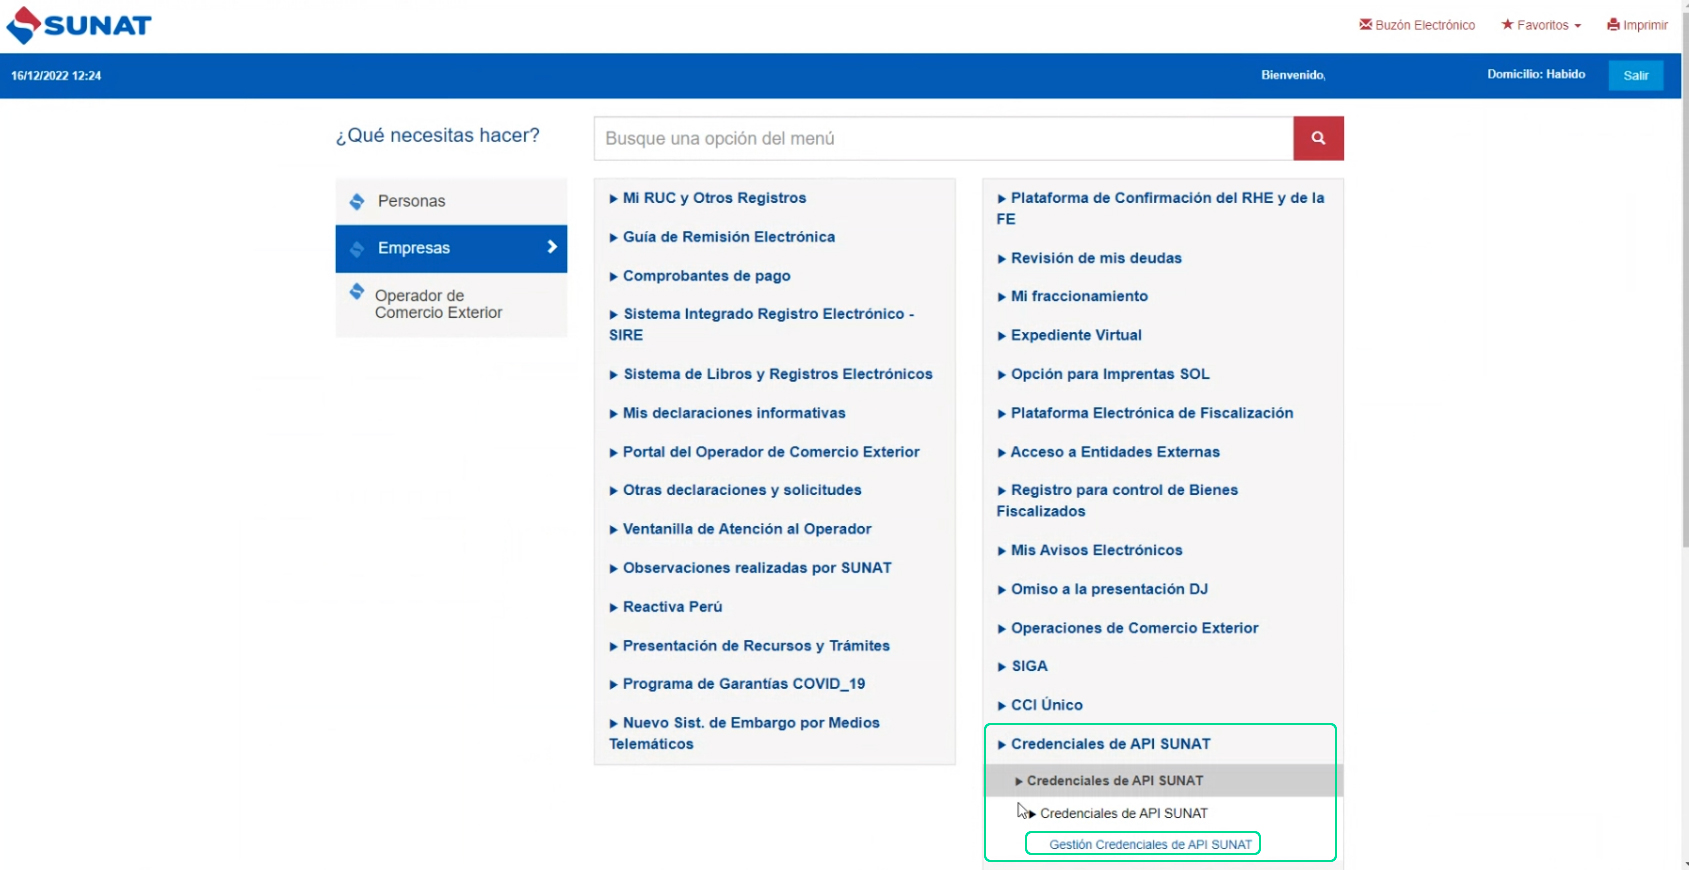 SUNAT
Buzón Electrónico
Favoritos
Imprimir
16/12/2022 12:24
Bienvenido,
Domicilio: Habido
Salir
¿Qué necesitas hacer?
Busque una opción del menú
Personas
Empresas
Operador de
Comercio Exterior
Mi RUC y Otros Registros
Guía de Remisión Electrónica
Comprobantes de pago
Sistema Integrado Registro Electrónico -
SIRE
Sistema de Libros y Registros Electrónicos
Mis declaraciones informativas
Portal del Operador de Comercio Exterior
Otras declaraciones y solicitudes
Ventanilla de Atención al Operador
Observaciones realizadas por SUNAT
Reactiva Perú
Presentación de Recursos y Trámites
Programa de Garantías COVID_19
Nuevo Sist. de Embargo por Medios
Telemáticos
Plataforma de Confirmación del RHE y de la
FE
Revisión de mis deudas
Mi fraccionamiento
Expediente Virtual
Opción para Imprentas SOL
Plataforma Electrónica de Fiscalización
Acceso a Entidades Externas
Registro para control de Bienes
Fiscalizados
Mis Avisos Electrónicos
Omiso a la presentación DJ
Operaciones de Comercio Exterior
SIGA
CCI Único
Credenciales de API SUNAT
Credenciales de API SUNAT
Credenciales de API SUNAT
Gestión Credenciales de API SUNAT